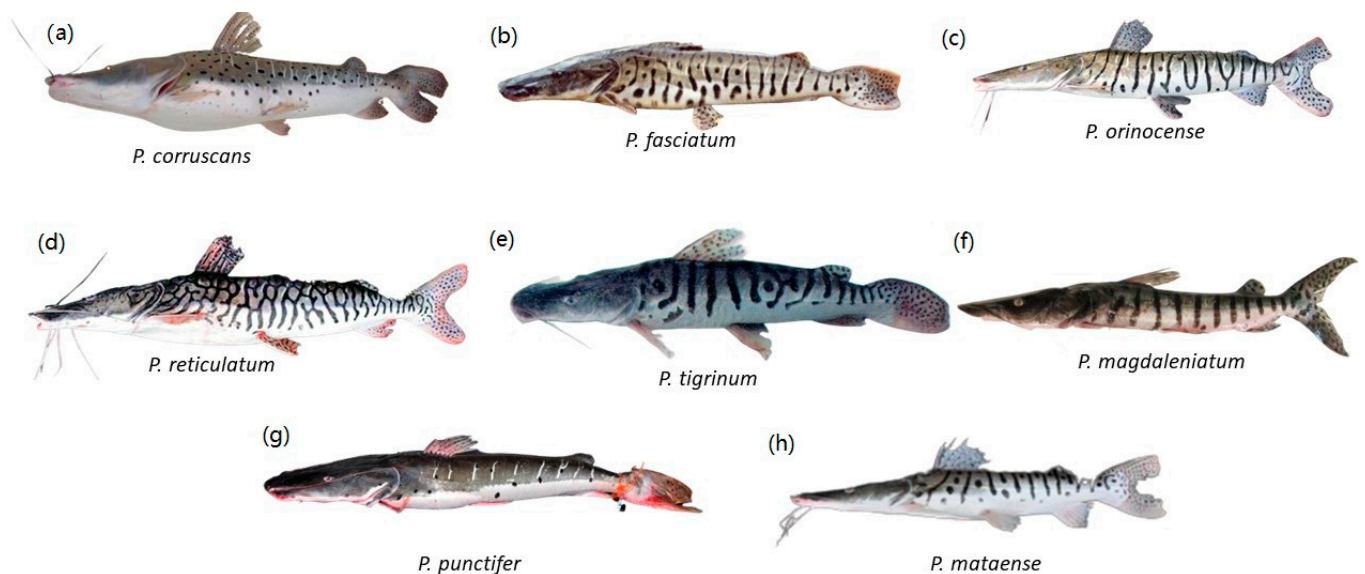 (a)
P. corruscans
(b)
P. fasciatum
(c)
P. orinocense
(d)
P. reticulatum
(e)
P. tigrinum
(f)
P. magdaleniatum
(g)
P. punctifer
(h)
P. mataense